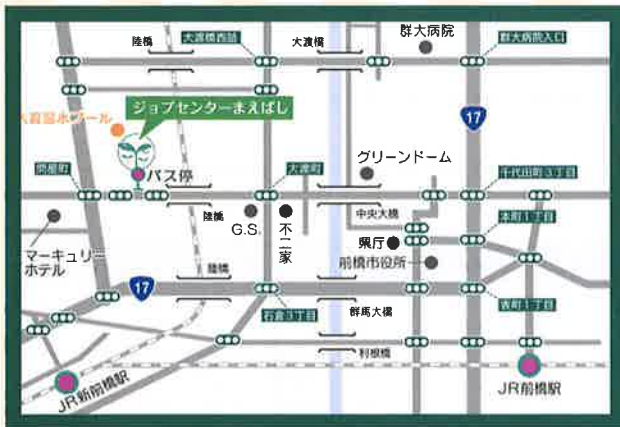 陸橋
大渡橋西詰
大渡橋
群大病院
群大病院入口
ジョブセンターまえばし
温水プール
17
問屋町
バス停
大渡町
グリーンドーム
千代田町3丁目
陸橋
G.S.
不二家
中央大橋
本町1丁目
マーキュリー
ホテル
県庁
前橋市役所
陸橋
17
石倉3丁目
群馬大橋
表町1丁目
利根橋
JR新前橋駅
JR前橋駅